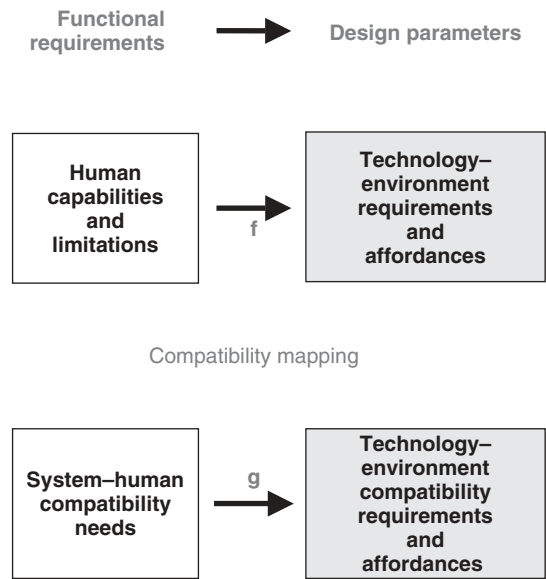 Functional
requirements
Design parameters
Human
capabilities
and
limitations
f
Technology–
environment
requirements
and
affordances
Compatibility mapping
System–human
compatibility
needs
g
Technology–
environment
compatibility
requirements
and
affordances